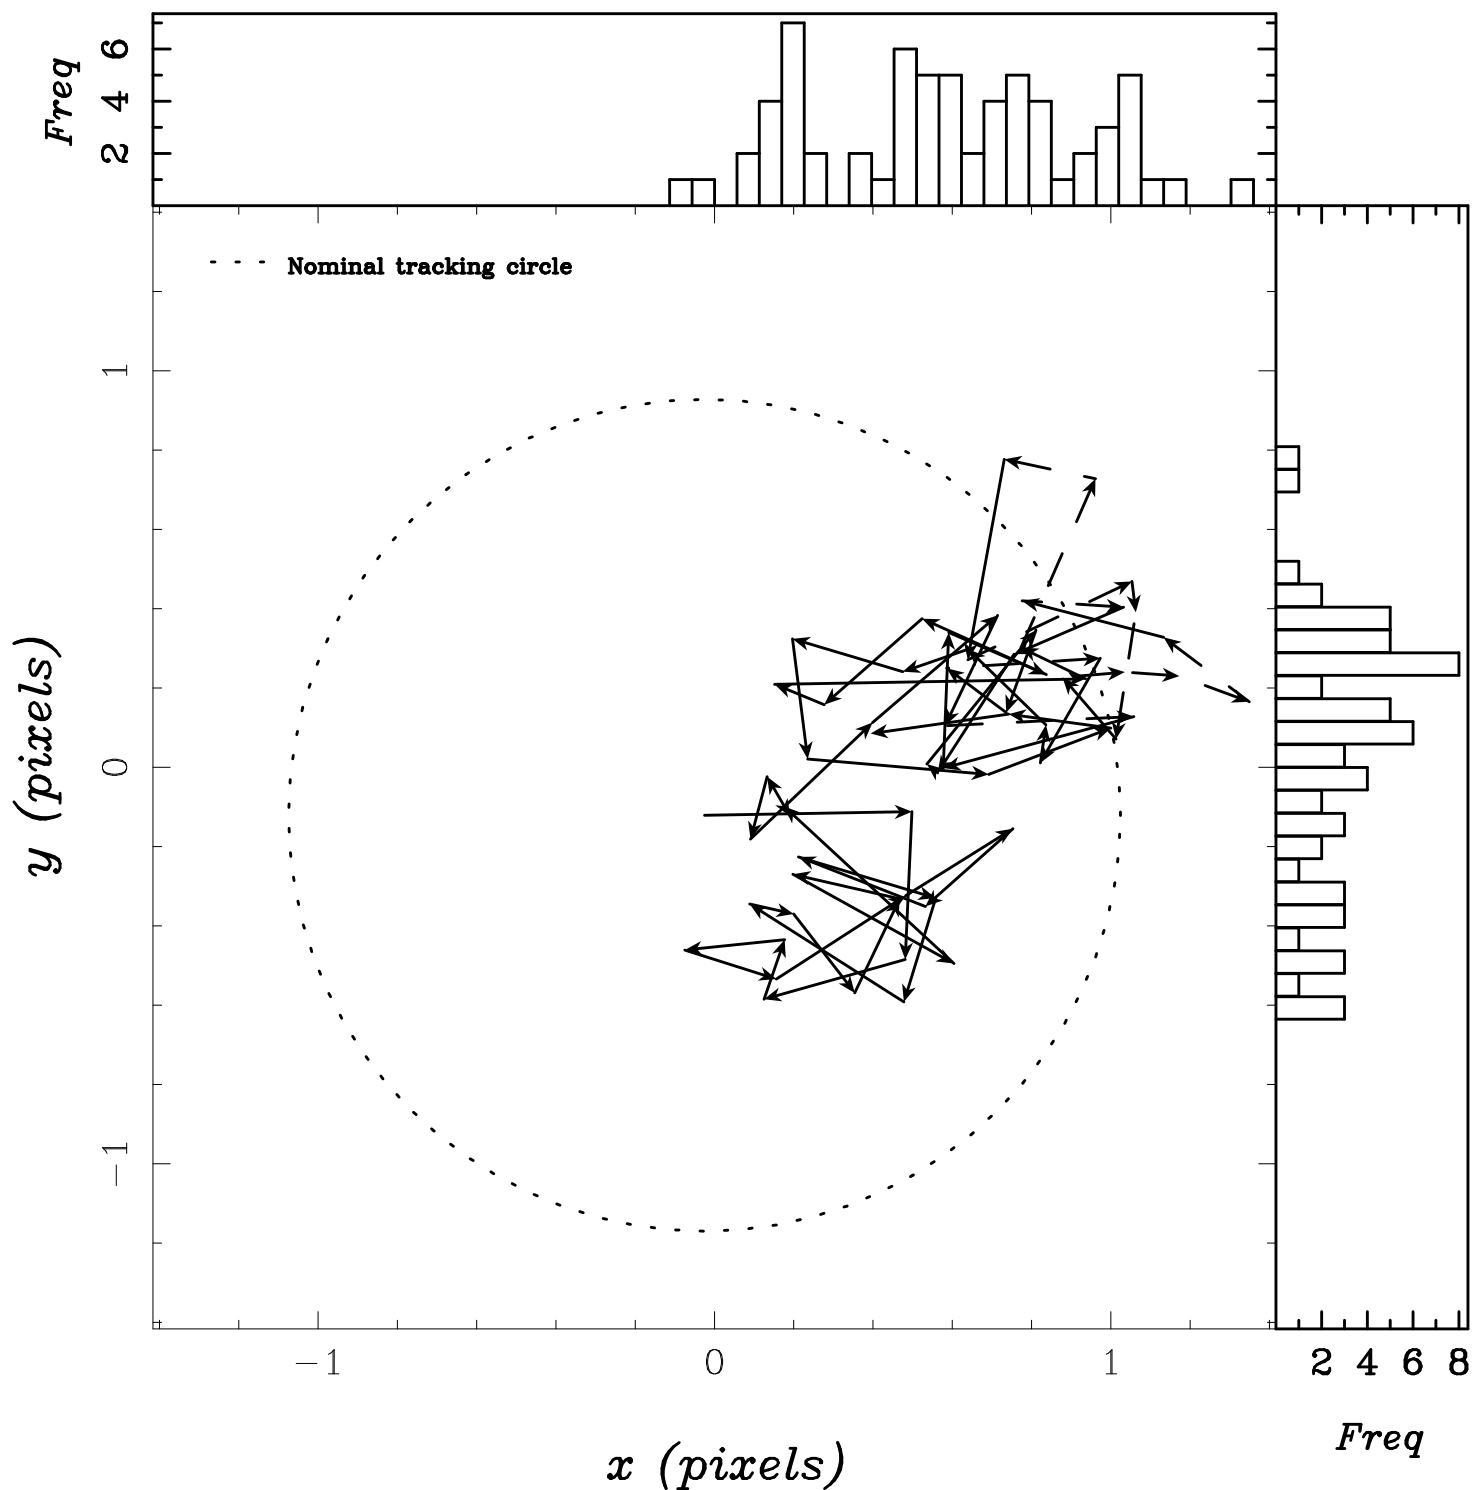 Freq
6
4
2
Nominal tracking circle
1
0
−1
y (pixels)
−1 0 1
2 4 6 8
Freq
x (pixels)